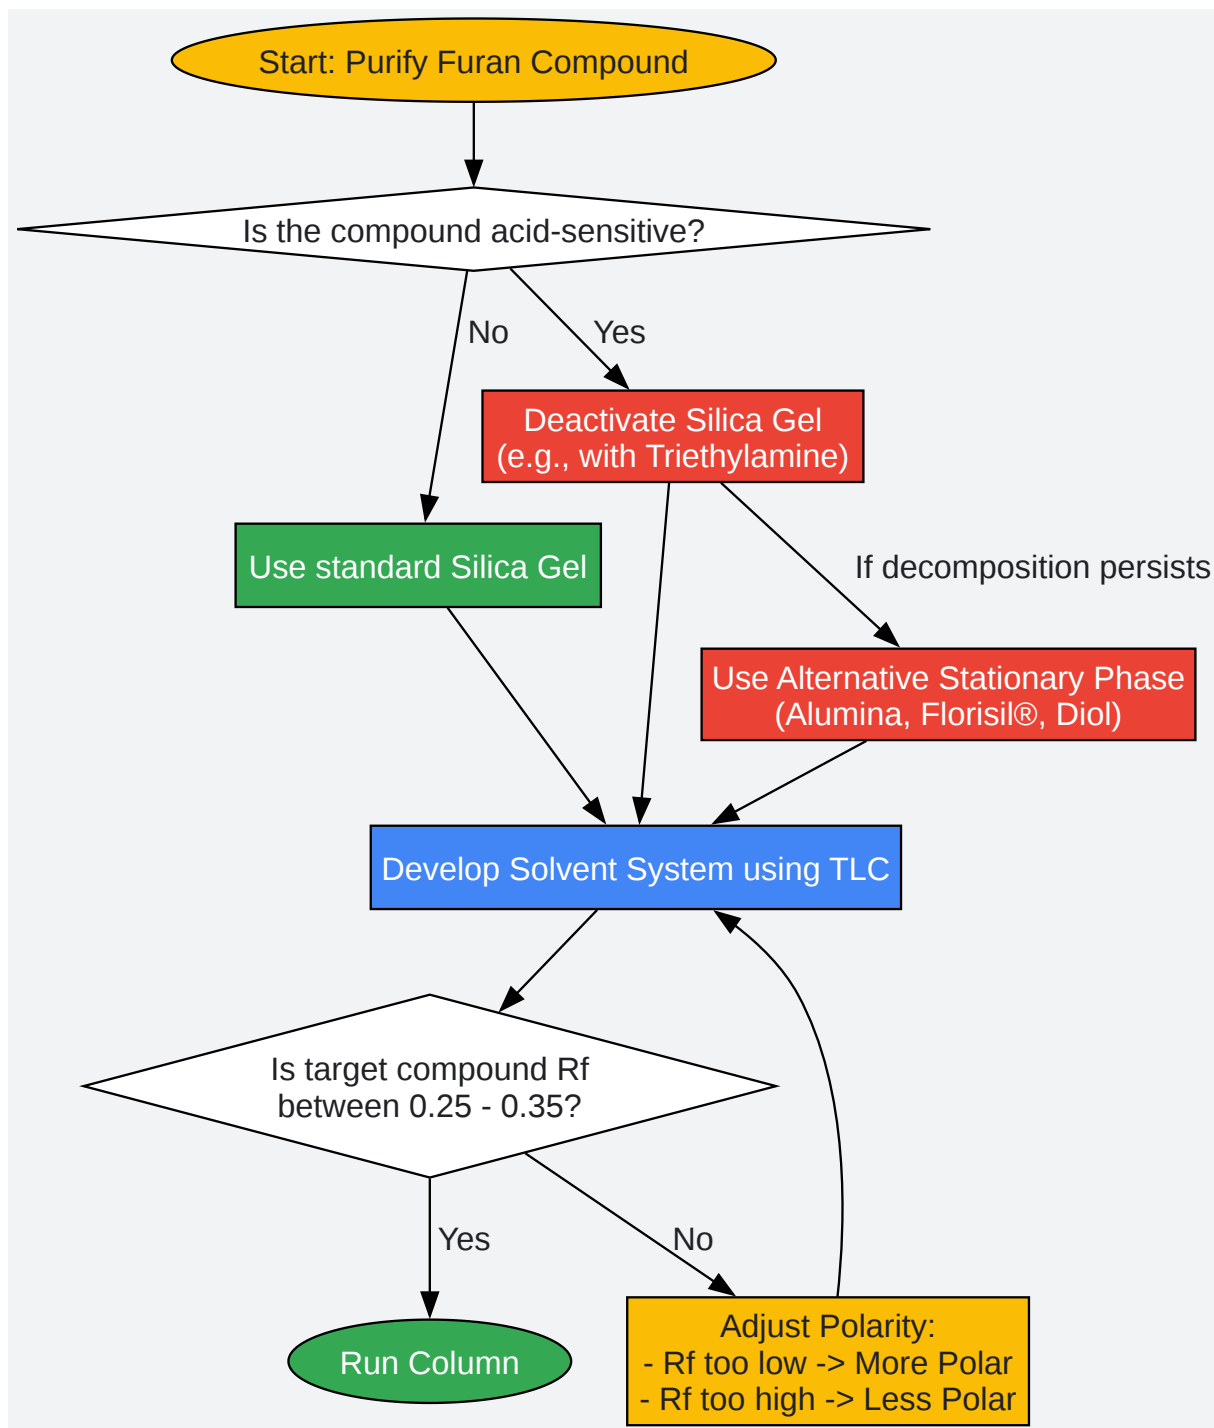 Start: Purify Furan Compound
Is the compound acid-sensitive?
No
Yes
Deactivate Silica Gel
(e.g., with Triethylamine)
Use standard Silica Gel
If decomposition persists
Use Alternative Stationary Phase
(Alumina, Florisil®, Diol)
Develop Solvent System using TLC
Is target compound Rf
between 0.25 - 0.35?
Yes
No
Run Column
Adjust Polarity:
- Rf too low -> More Polar
- Rf too high -> Less Polar